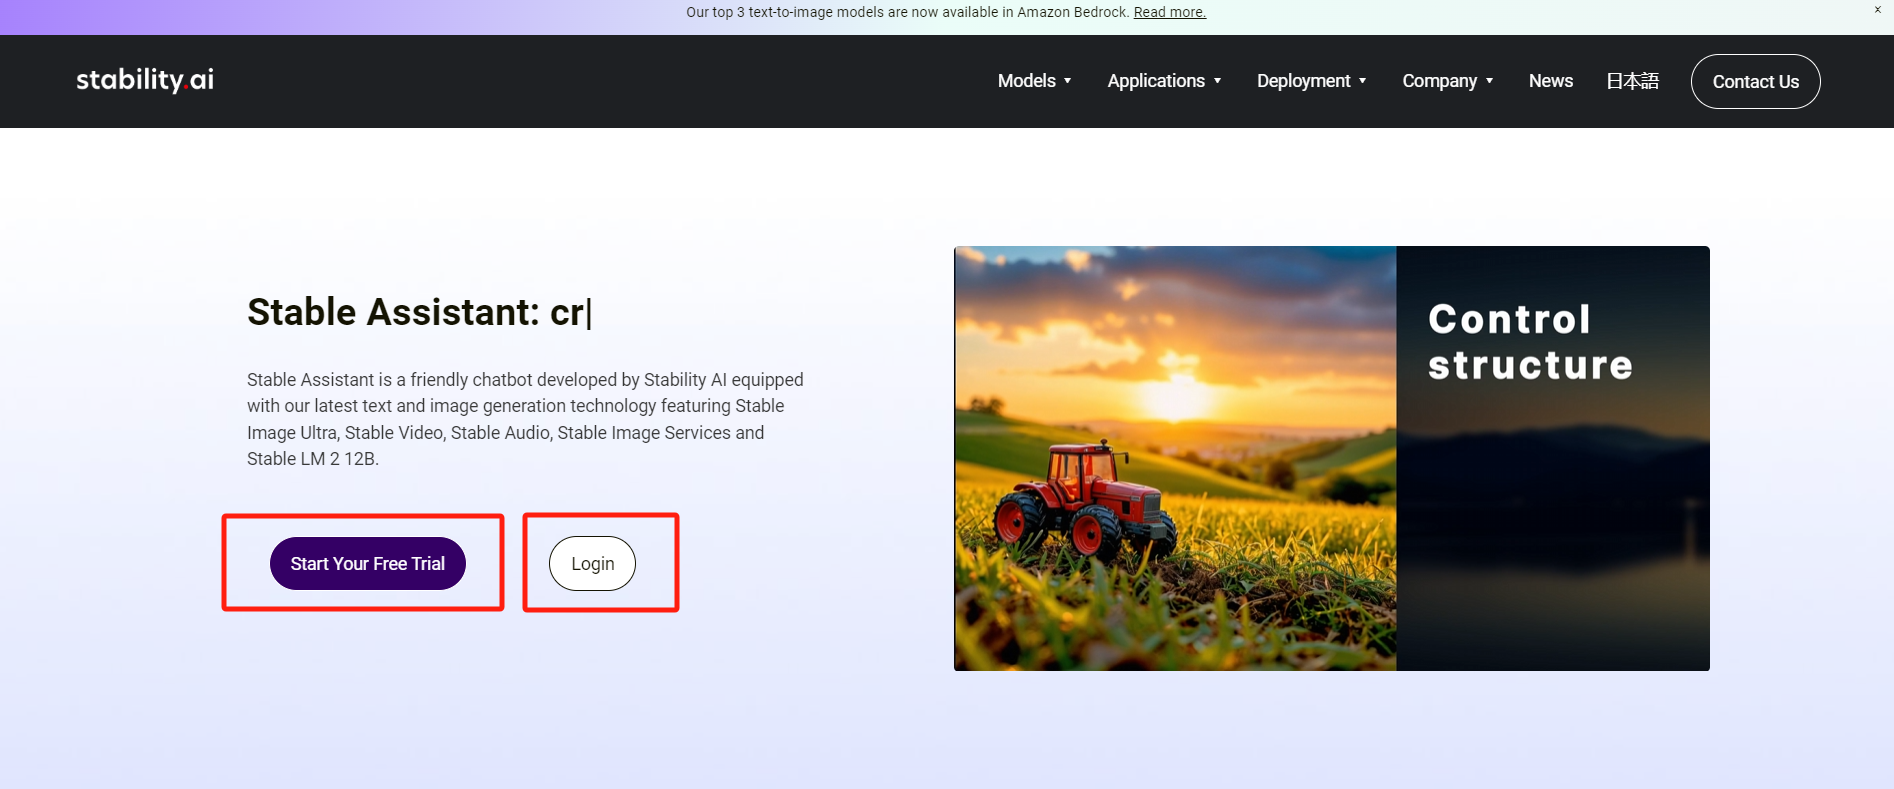 Our top 3 text-to-image models are now available in Amazon Bedrock. Read more.
×
stability.ai
Models
Applications
Deployment
Company
News
日本語
Contact Us
Stable Assistant: cr|
Stable Assistant is a friendly chatbot developed by Stability AI equipped
with our latest text and image generation technology featuring Stable
Image Ultra, Stable Video, Stable Audio, Stable Image Services and
Stable LM 2 12B.
Start Your Free Trial
Login
Control
structure